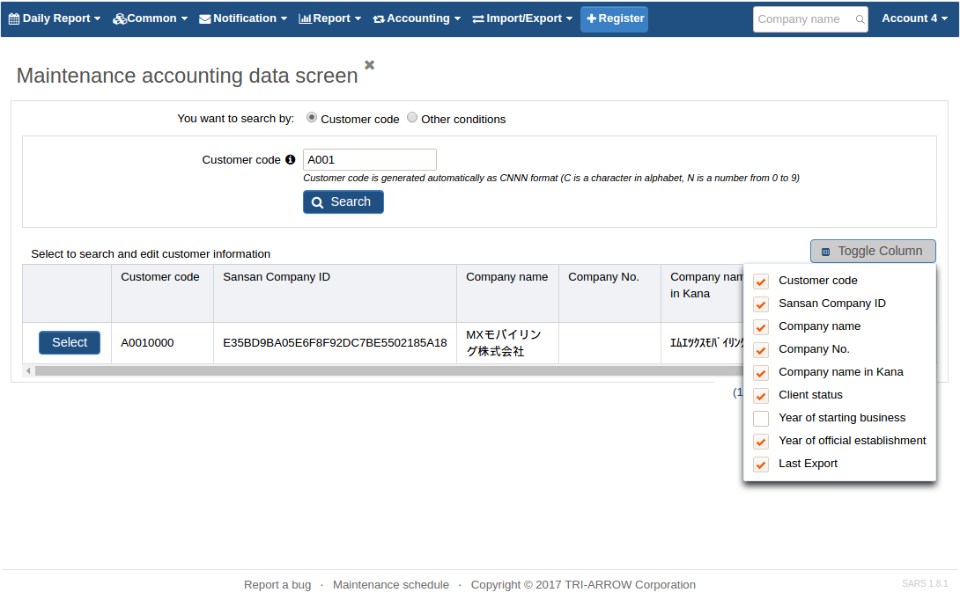 Daily Report Common Notification Report Accounting Import/Export Register Company name Account 4
Maintenance accounting data screen
You want to search by: Customer code Other conditions
Customer code A001
Customer code is generated automatically as CNNN format (C is a character in alphabet, N is a number from 0 to 9)
Search
Select to search and edit customer information
Toggle Column
Customer code Sansan Company ID Company name Company No. Company nam
in Kana
Select A0010000 E35BD9BA05E6F8F92DC7BE5502185A18 MXモバイリン
グ株式会社 ｴﾑｴｯｸｽﾓﾊﾞｲﾘﾝｸ
(1
Customer code
Sansan Company ID
Company name
Company No.
Company name in Kana
Client status
Year of starting business
Year of official establishment
Last Export
Report a bug · Maintenance schedule · Copyright © 2017 TRI-ARROW Corporation
SARS 1.8.1